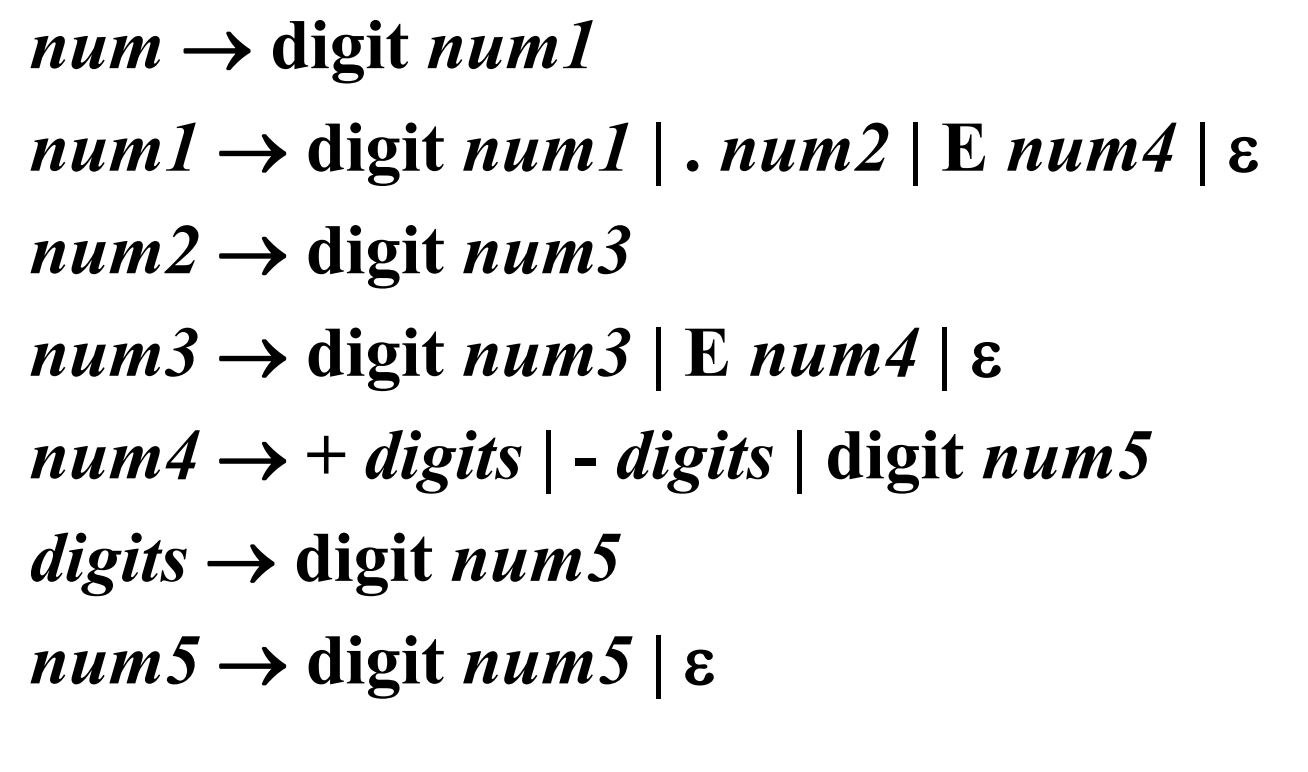 num → digit num1
num1 → digit num1 | . num2 | E num4 | ε
num2 → digit num3
num3 → digit num3 | E num4 | ε
num4 → + digits | - digits | digit num5
digits → digit num5
num5 → digit num5 | ε